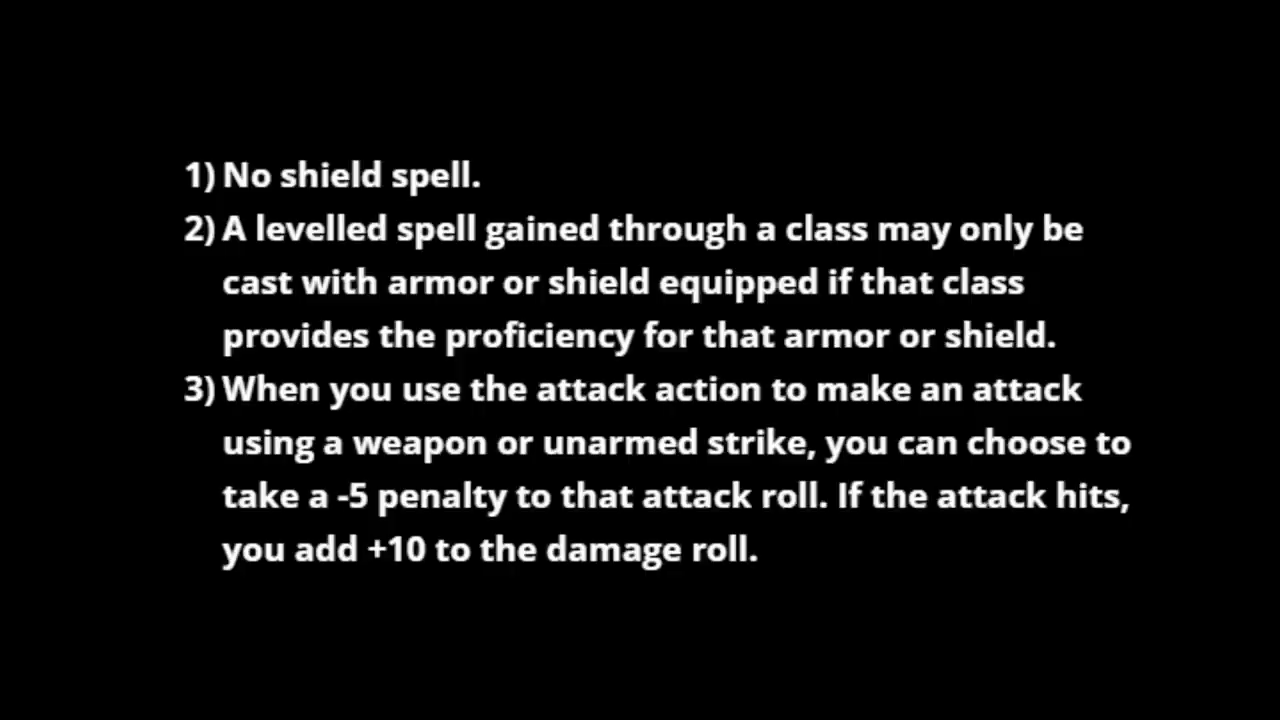 1) No shield spell.
2) A levelled spell gained through a class may only be
cast with armor or shield equipped if that class
provides the proficiency for that armor or shield.
3) When you use the attack action to make an attack
using a weapon or unarmed strike, you can choose to
take a -5 penalty to that attack roll. If the attack hits,
you add +10 to the damage roll.